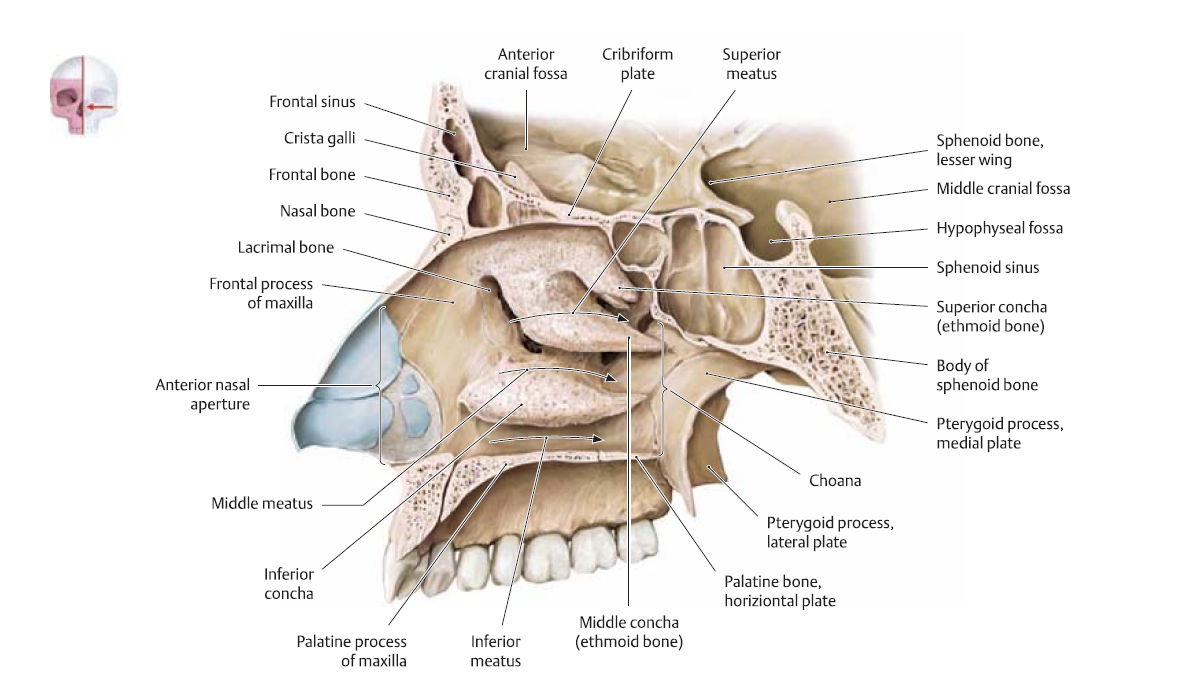 Anterior
cranial fossa
Cribriform
plate
Superior
meatus
Frontal sinus
Crista galli
Frontal bone
Nasal bone
Lacrimal bone
Frontal process
of maxilla
Anterior nasal
aperture
Middle meatus
Inferior
concha
Palatine process
of maxilla
Inferior
meatus
Middle concha
(ethmoid bone)
Sphenoid bone,
lesser wing
Middle cranial fossa
Hypophyseal fossa
Sphenoid sinus
Superior concha
(ethmoid bone)
Body of
sphenoid bone
Pterygoid process,
medial plate
Choana
Pterygoid process,
lateral plate
Palatine bone,
horiziontal plate